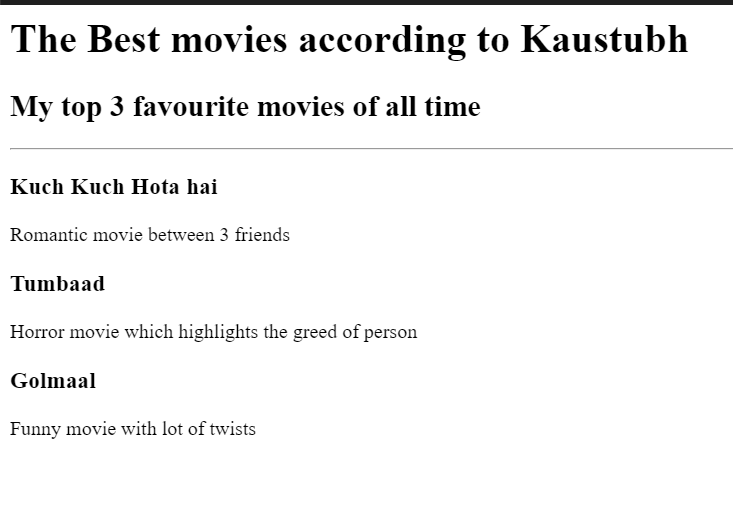 The Best movies according to Kaustubh
My top 3 favourite movies of all time
Kuch Kuch Hota hai
Romantic movie between 3 friends
Tumbaad
Horror movie which highlights the greed of person
Golmaal
Funny movie with lot of twists